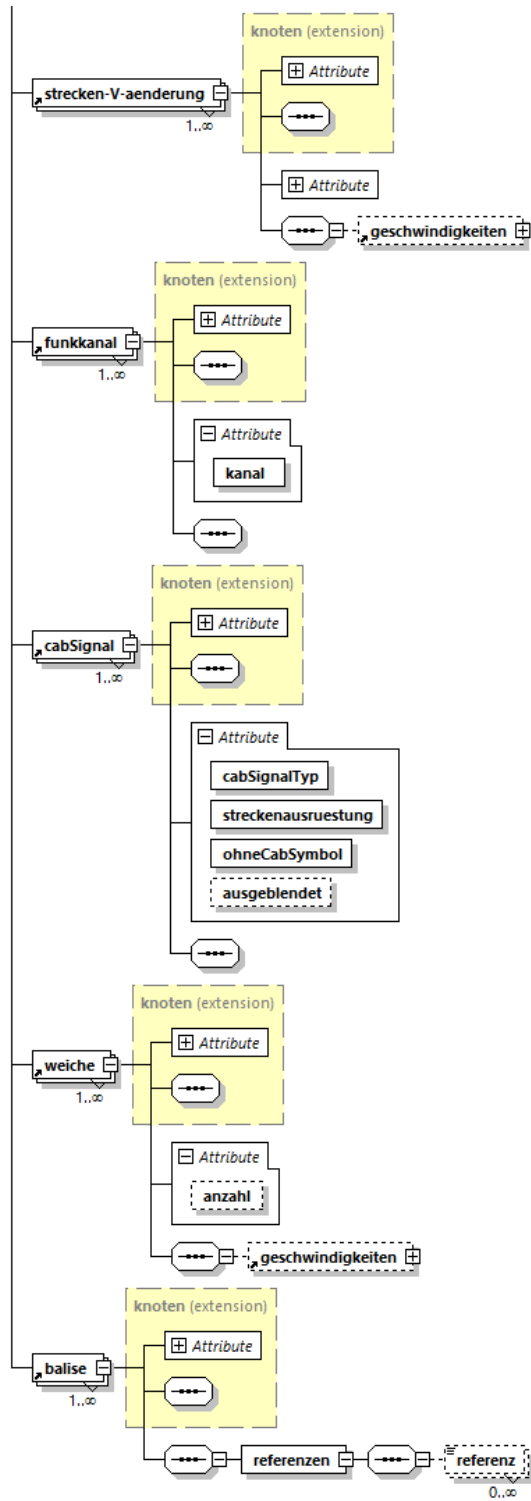 knoten (extension)
Attribute
strecken-V-aenderung
1..∞
Attribute
geschwindigkeiten
knoten (extension)
Attribute
funkkanal
1..∞
Attribute
kanal
knoten (extension)
Attribute
cabSignal
1..∞
Attribute
cabSignalTyp
streckenausruestung
ohneCabSymbol
ausgeblendet
knoten (extension)
Attribute
weiche
1..∞
Attribute
anzahl
geschwindigkeiten
knoten (extension)
Attribute
balise
1..∞
referenzen
referenz
0..∞